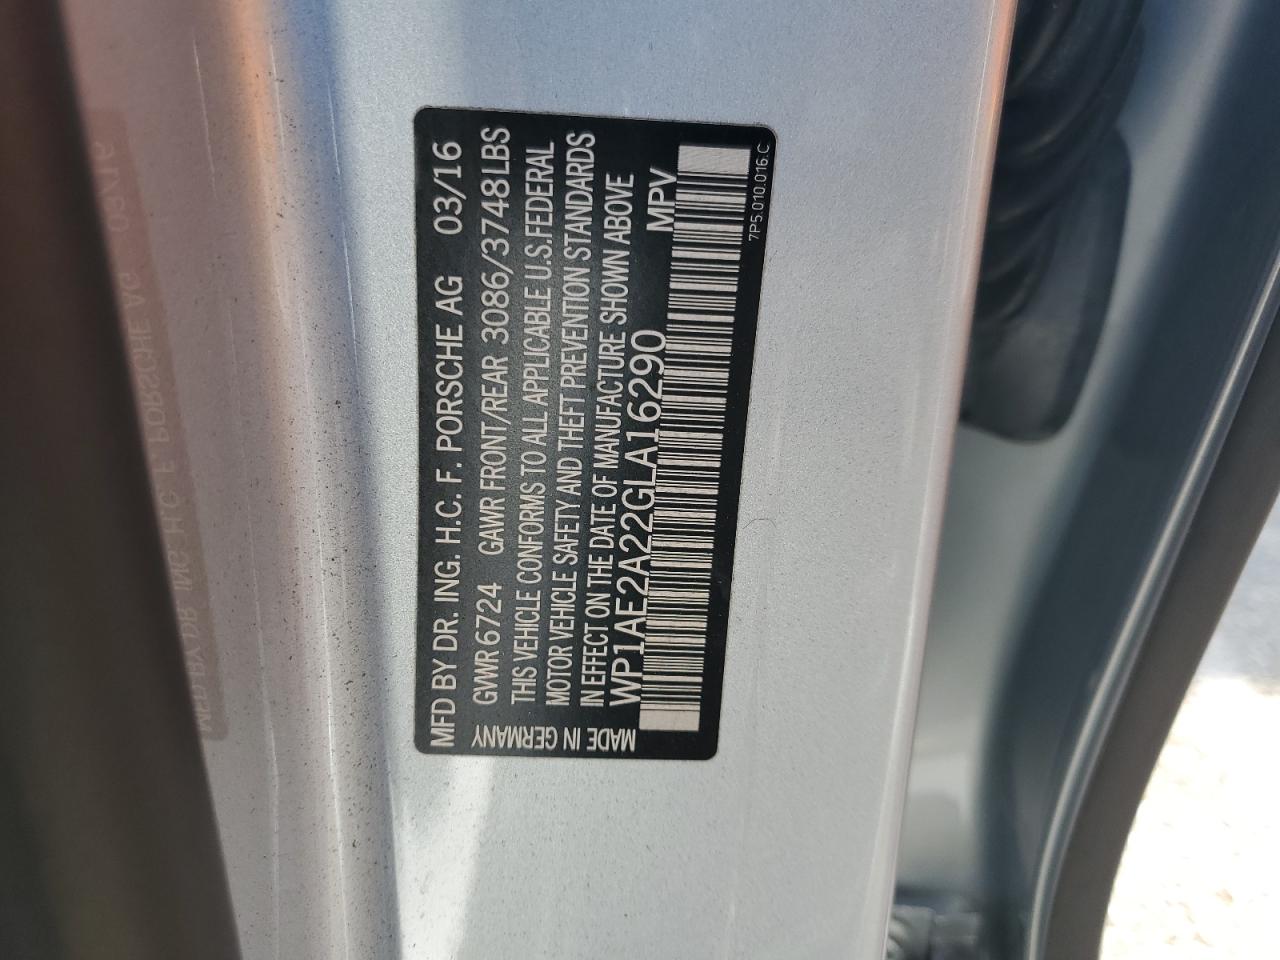 MFD BY DR. ING. H.C. F. PORSCHE AG 03/16
GVWR 6724 GAWR FRONT/REAR 3086/3748LBS
THIS VEHICLE CONFORMS TO ALL APPLICABLE U.S.FEDERAL
MOTOR VEHICLE SAFETY AND THEFT PREVENTION STANDARDS
IN EFFECT ON THE DATE OF MANUFACTURE SHOWN ABOVE
WP1AE2A22GLA16290 MPV
MADE IN GERMANY
7P5.010.016.C